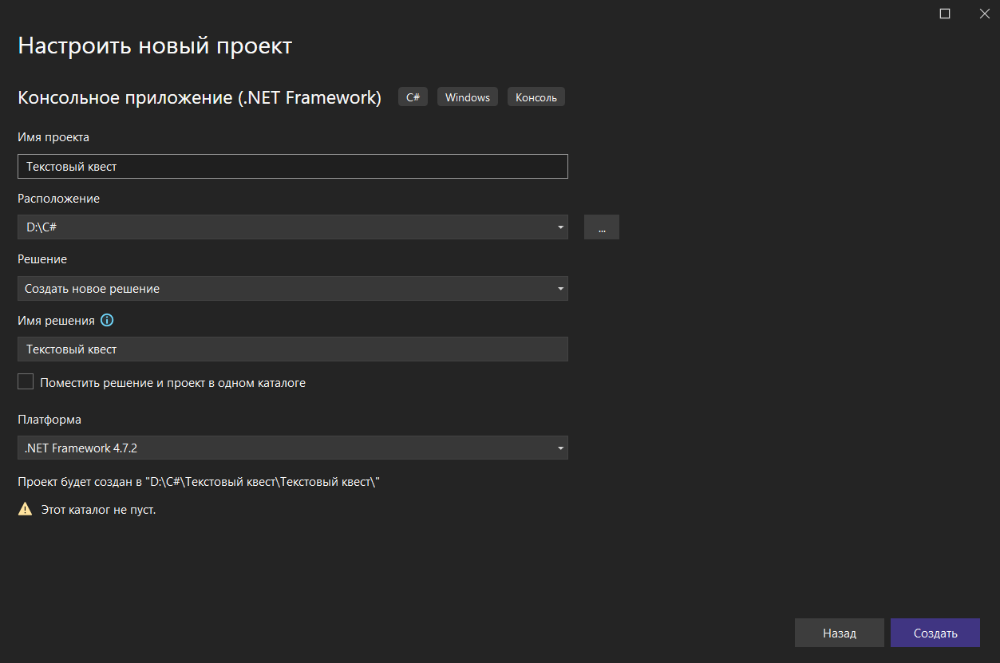 Настроить новый проект
Консольное приложение (.NET Framework) C# Windows Консоль
Имя проекта
Текстовый квест
Расположение
D:\C#
...
Решение
Создать новое решение
Имя решения
Текстовый квест
Поместить решение и проект в одном каталоге
Платформа
.NET Framework 4.7.2
Проект будет создан в "D:\C#\Текстовый квест\Текстовый квест\"
Этот каталог не пуст.
Назад Создать